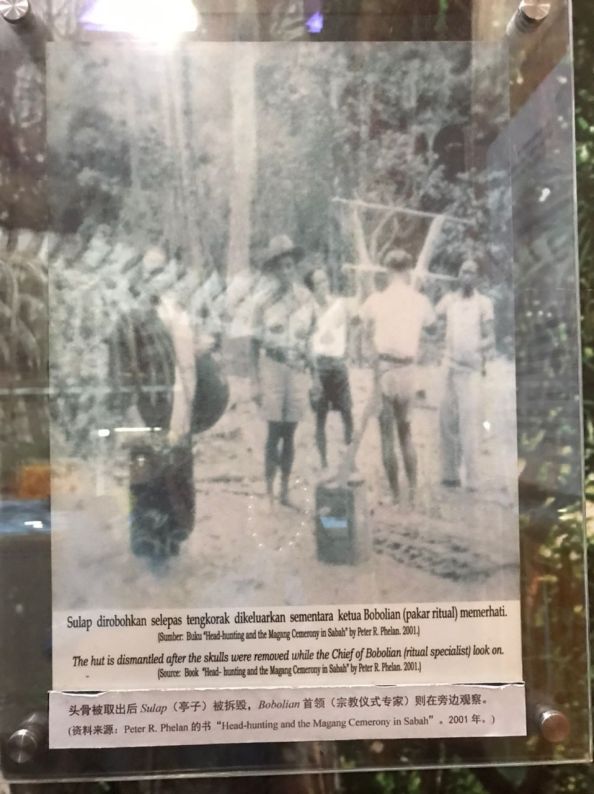 Sulap dirobohkan selepas tengkorak dikeluarkan sementara ketua Bobolian (pakar ritual) memerhati.
(Sumber: Buku "Head-hunting and the Magang Cemerony in Sabah" by Peter R. Phelan. 2001.)
The hut is dismantled after the skulls were removed while the Chief of Bobolian (ritual specialist) look on.
(Source: Book "Head- hunting and the Magang Cemerony in Sabah" by Peter R. Phelan. 2001.)
头骨被取出后 Sulap（亭子）被拆毁，Bobolian 首领（宗教仪式专家）则在旁边观察。
(资料来源：Peter R. Phelan 的书 "Head-hunting and the Magang Cemerony in Sabah" 。2001 年。)